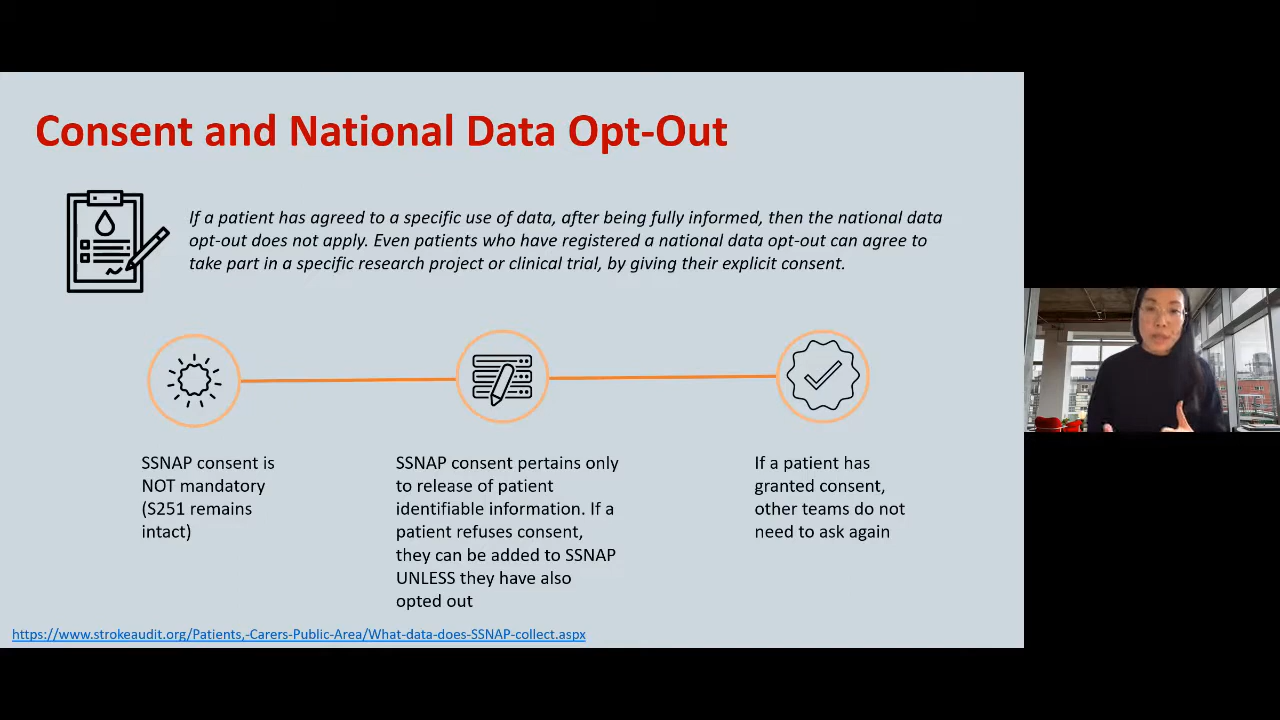 Consent and National Data Opt-Out
If a patient has agreed to a specific use of data, after being fully informed, then the national data
opt-out does not apply. Even patients who have registered a national data opt-out can agree to
take part in a specific research project or clinical trial, by giving their explicit consent.
SSNAP consent is
NOT mandatory
(S251 remains
intact)
SSNAP consent pertains only
to release of patient
identifiable information. If a
patient refuses consent,
they can be added to SSNAP
UNLESS they have also
opted out
If a patient has
granted consent,
other teams do not
need to ask again
https://www.strokeaudit.org/Patients,-Carers-Public-Area/What-data-does-SSNAP-collect.aspx